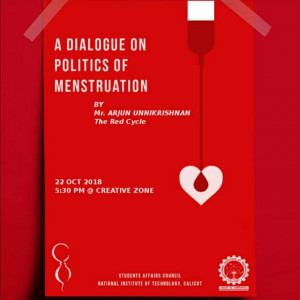 A DIALOGUE ON
POLITICS OF
MENSTRUATION
BY
Mr. ARJUN UNNIKRISHNAN
The Red Cycle
22 OCT 2018
5:30 PM @ CREATIVE ZONE
STUDENTS AFFAIRS COUNCIL
NATIONAL INSTITUTE OF TECHNOLOGY, CALICUT